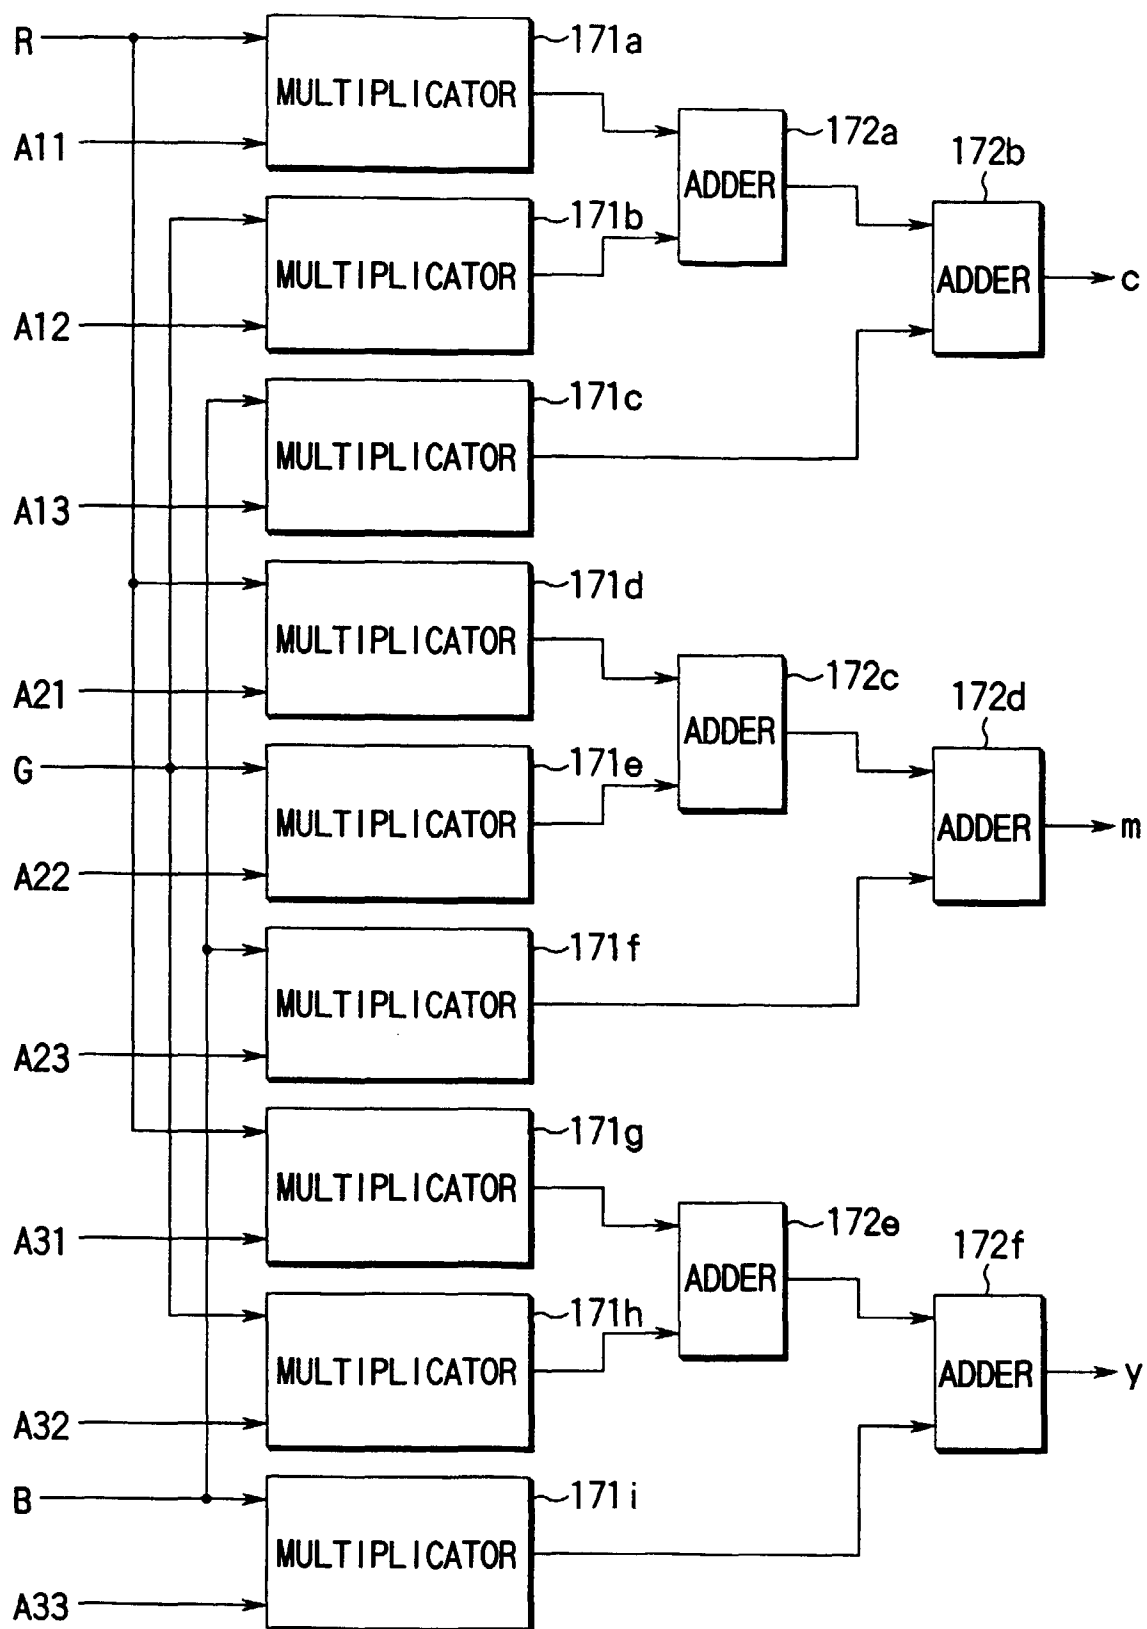 R
171a
MULTIPLICATOR
A11
172a
ADDER
172b
171b
MULTIPLICATOR
A12
ADDER
c
171c
MULTIPLICATOR
A13
171d
MULTIPLICATOR
A21
172c
ADDER
172d
G
171e
MULTIPLICATOR
A22
ADDER
m
171f
MULTIPLICATOR
A23
171g
MULTIPLICATOR
A31
172e
ADDER
172f
171h
MULTIPLICATOR
A32
ADDER
y
B
171i
MULTIPLICATOR
A33